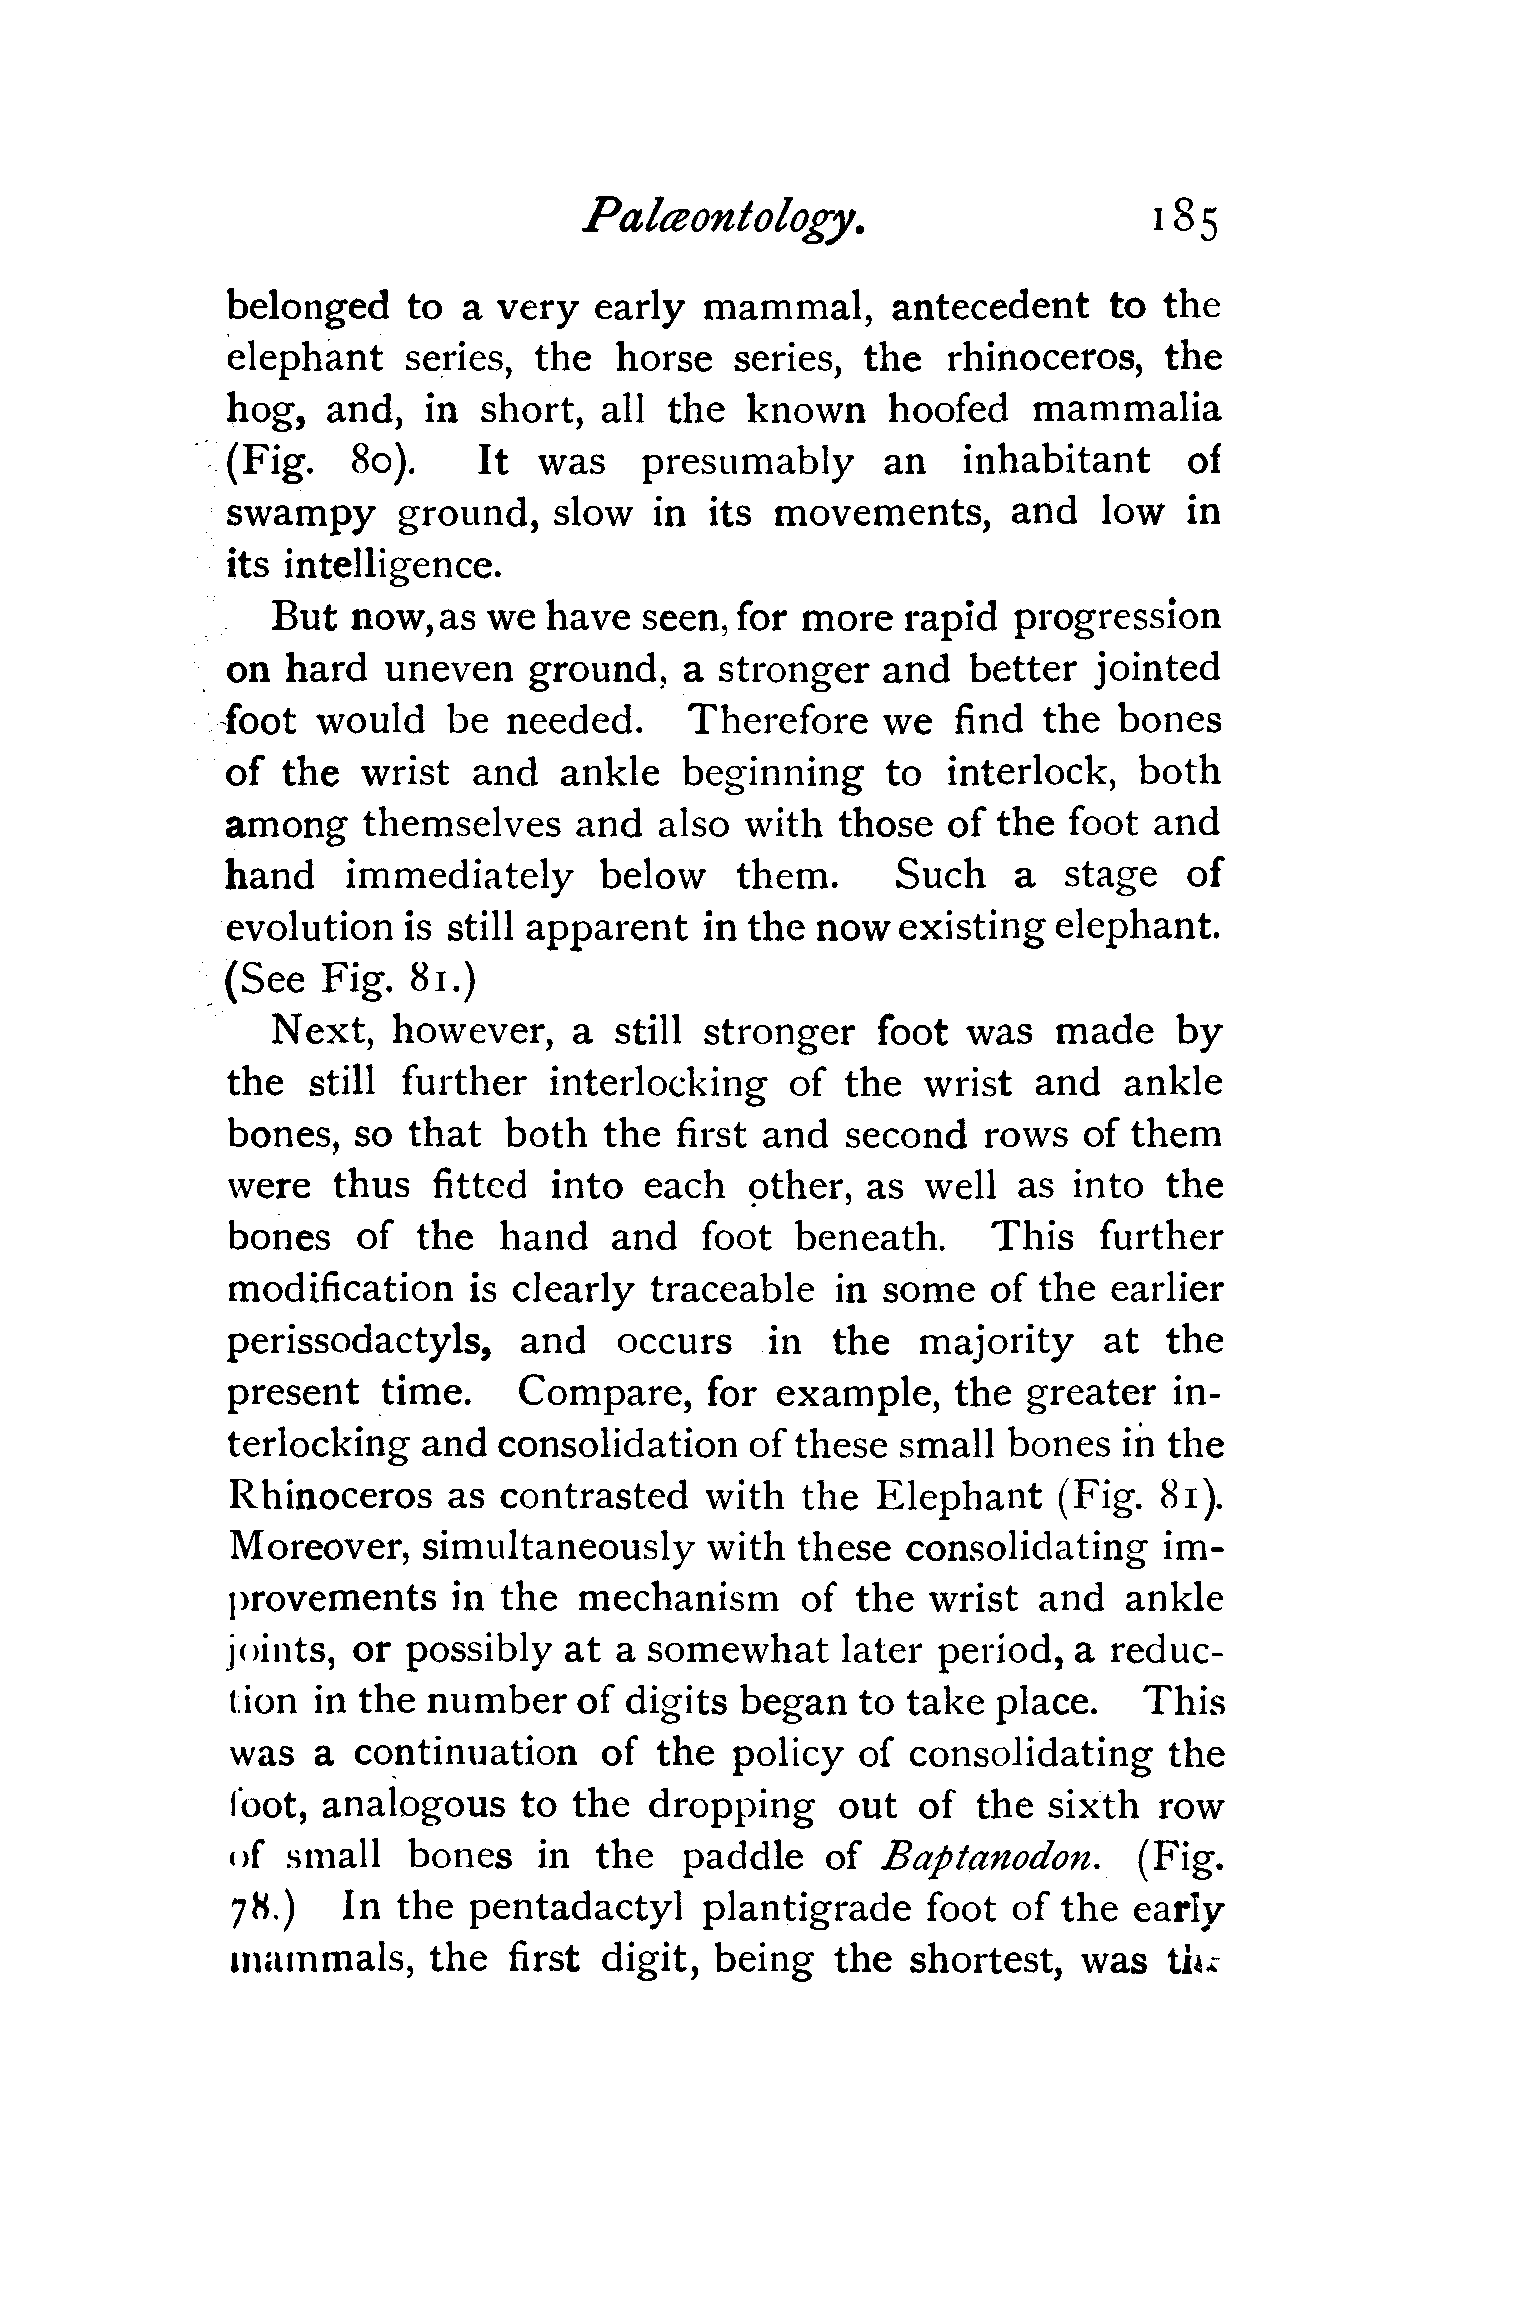 Palæontology. 185
belonged to a very early mammal, antecedent to the
elephant series, the horse series, the rhinoceros, the
hog, and, in short, all the known hoofed mammalia
(Fig. 80). It was presumably an inhabitant of
swampy ground, slow in its movements, and low in
its intelligence.
But now, as we have seen, for more rapid progression
on hard uneven ground, a stronger and better jointed
foot would be needed. Therefore we find the bones
of the wrist and ankle beginning to interlock, both
among themselves and also with those of the foot and
hand immediately below them. Such a stage of
evolution is still apparent in the now existing elephant.
(See Fig. 81.)
Next, however, a still stronger foot was made by
the still further interlocking of the wrist and ankle
bones, so that both the first and second rows of them
were thus fitted into each other, as well as into the
bones of the hand and foot beneath. This further
modification is clearly traceable in some of the earlier
perissodactyls, and occurs in the majority at the
present time. Compare, for example, the greater in-
terlocking and consolidation of these small bones in the
Rhinoceros as contrasted with the Elephant (Fig. 81).
Moreover, simultaneously with these consolidating im-
provements in the mechanism of the wrist and ankle
joints, or possibly at a somewhat later period, a reduc-
tion in the number of digits began to take place. This
was a continuation of the policy of consolidating the
foot, analogous to the dropping out of the sixth row
of small bones in the paddle of Baptanodon. (Fig.
78.) In the pentadactyl plantigrade foot of the early
mammals, the first digit, being the shortest, was the